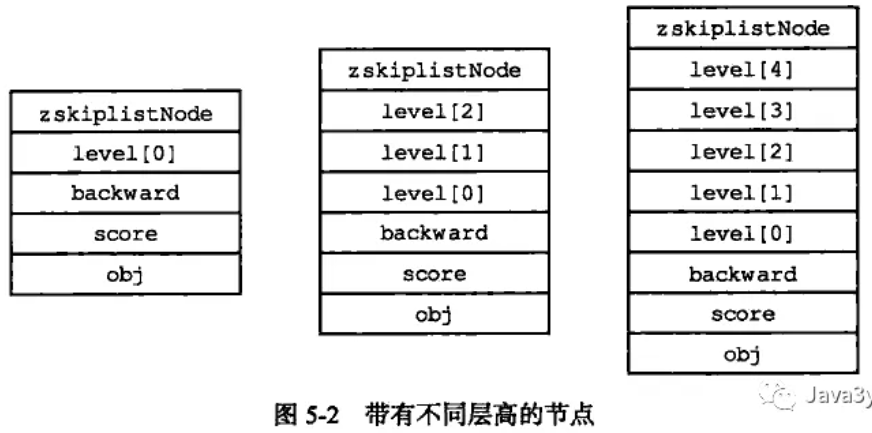 zskiplistNode
level[0]
backward
score
obj
zskiplistNode
level[2]
level[1]
level[0]
backward
score
obj
zskiplistNode
level[4]
level[3]
level[2]
level[1]
level[0]
backward
score
obj
图 5-2 带有不同层高的节点
Java3y